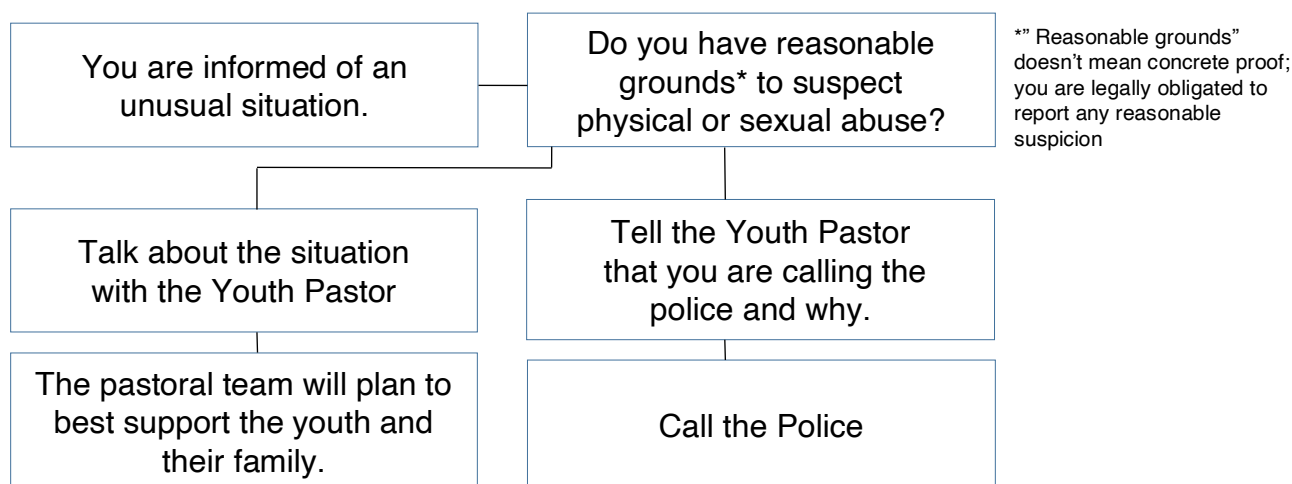 You are informed of an
unusual situation.
Do you have reasonable
grounds* to suspect
physical or sexual abuse?
*” Reasonable grounds”
doesn’t mean concrete proof;
you are legally obligated to
report any reasonable
suspicion
Talk about the situation
with the Youth Pastor
Tell the Youth Pastor
that you are calling the
police and why.
The pastoral team will plan to
best support the youth and
their family.
Call the Police